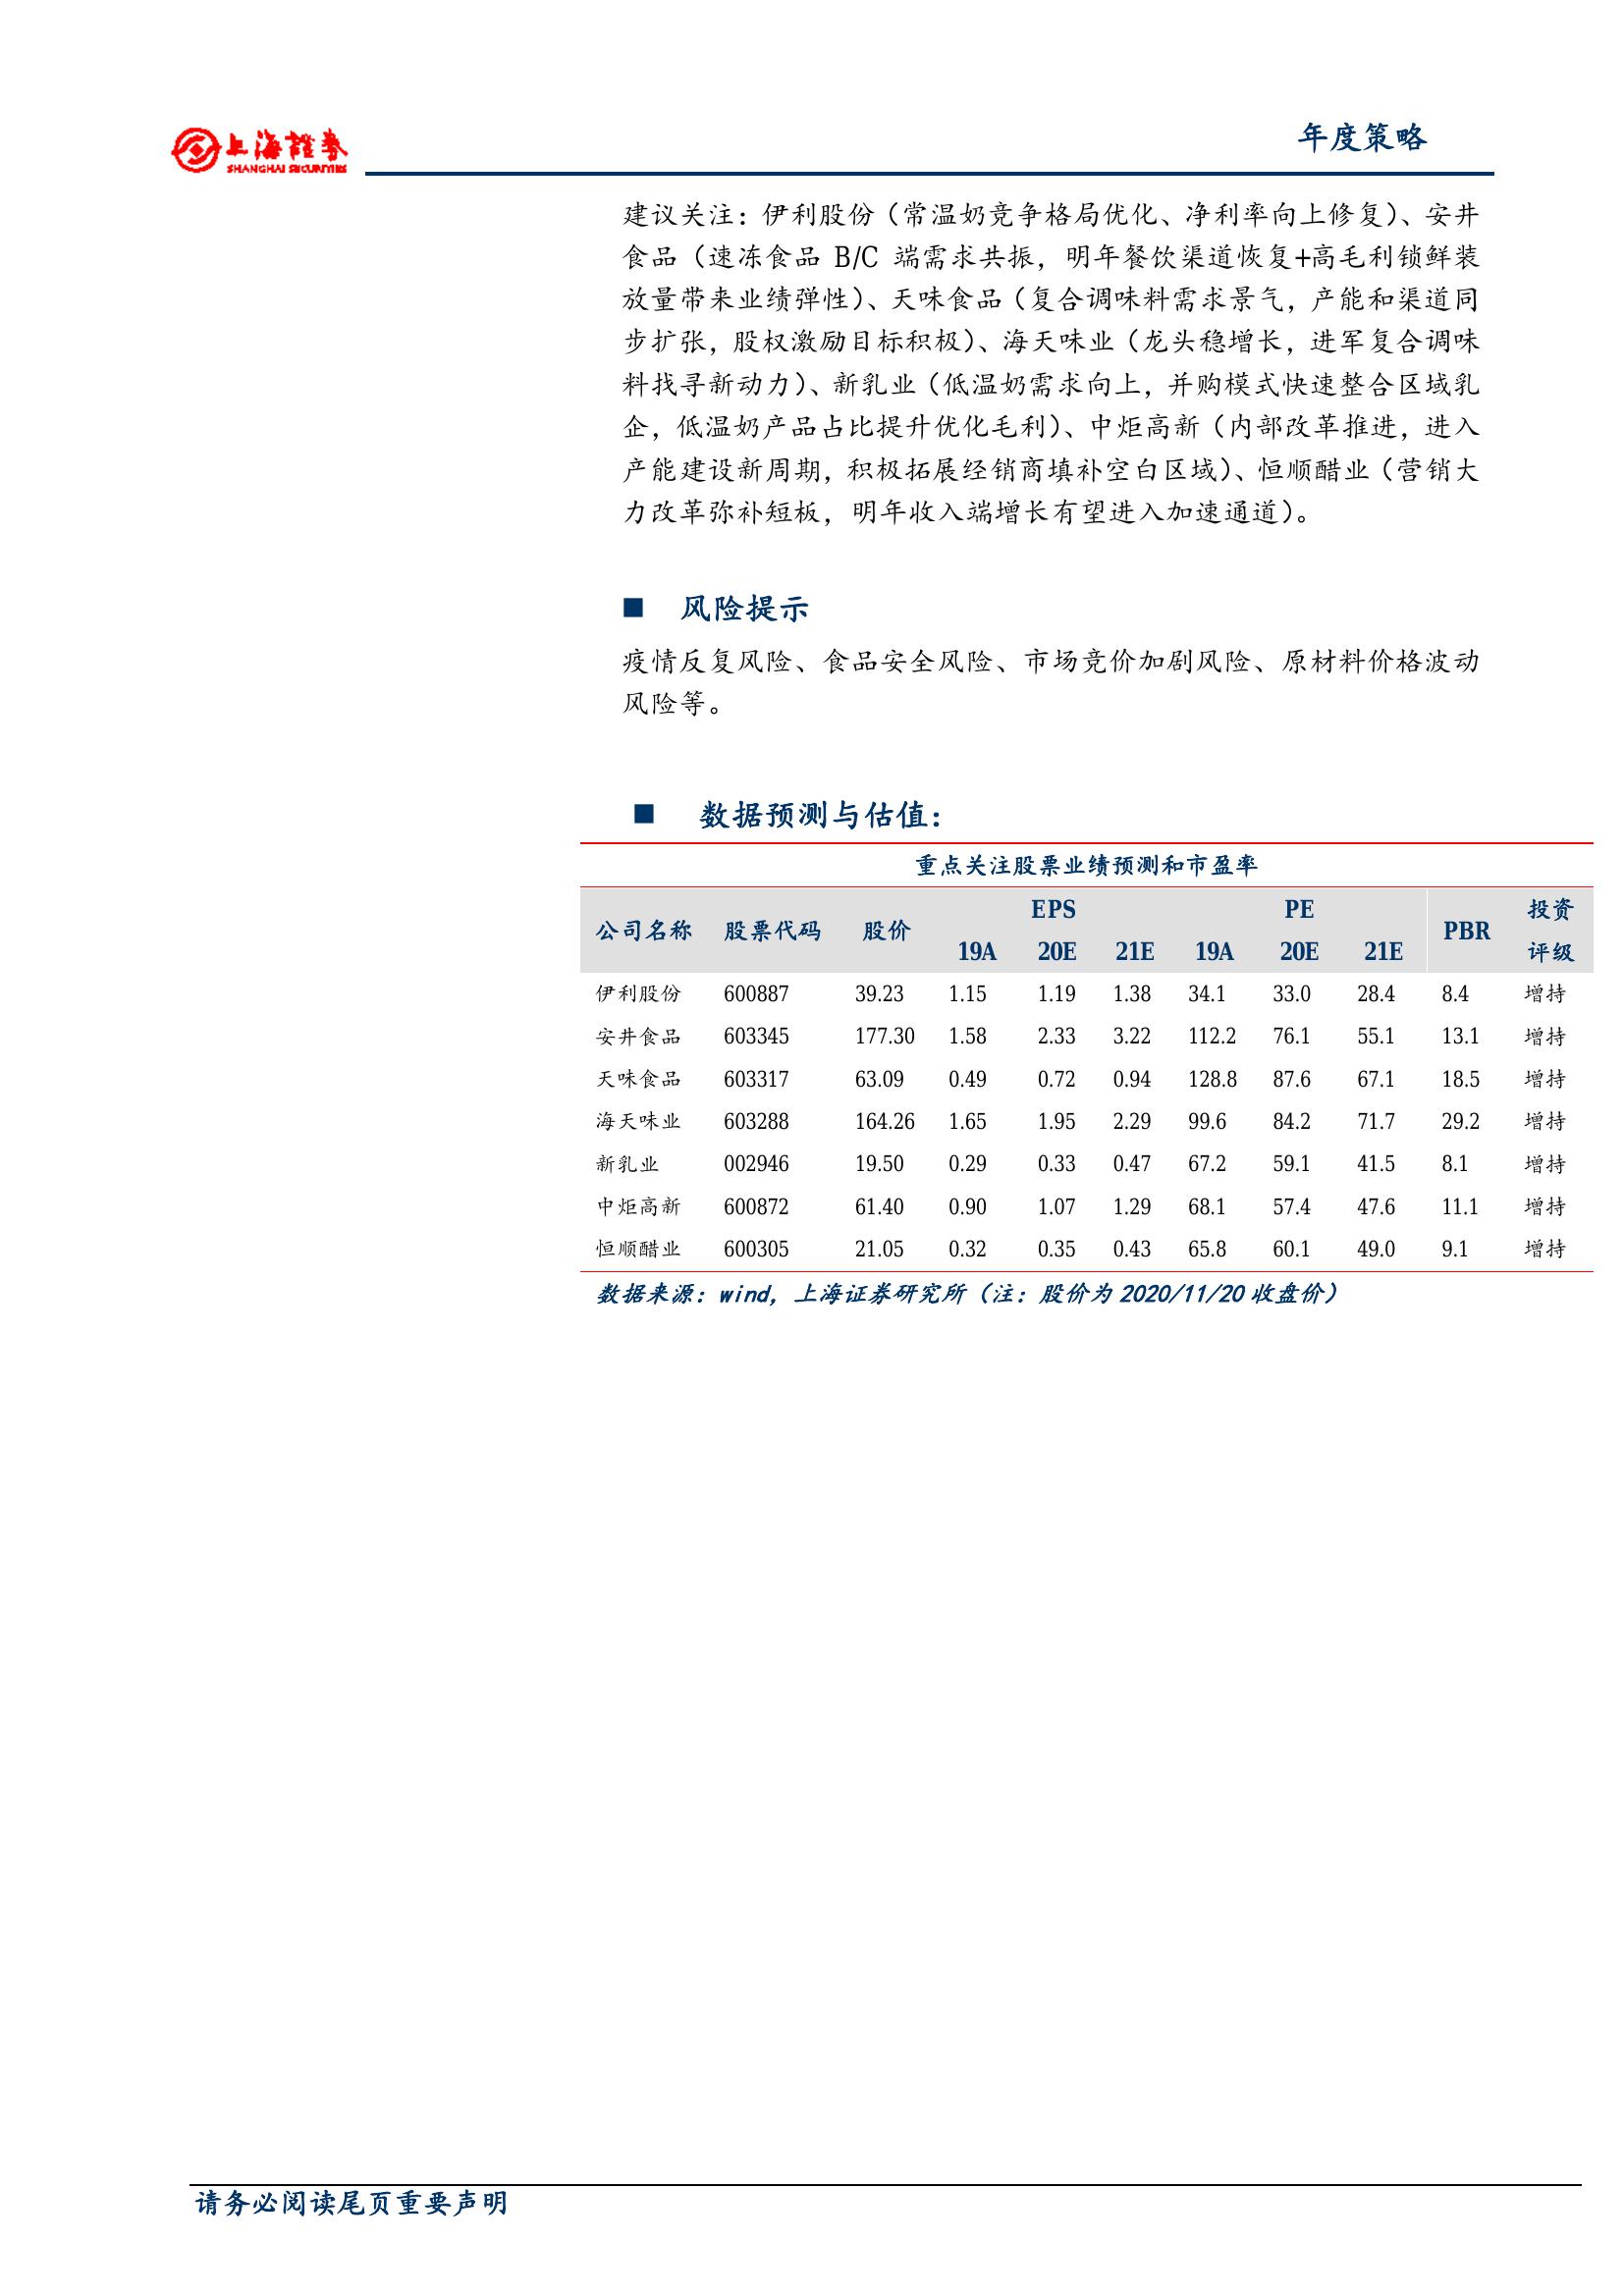 上海證券
SHANGHAI SECURITIES
年度策略
建议关注：伊利股份（常温奶竞争格局优化、净利率向上修复）、安井
食品（速冻食品 B/C 端需求共振，明年餐饮渠道恢复+高毛利锁鲜装
放量带来业绩弹性）、天味食品（复合调味料需求景气，产能和渠道同
步扩张，股权激励目标积极）、海天味业（龙头稳增长，进军复合调味
料找寻新动力）、新乳业（低温奶需求向上，并购模式快速整合区域乳
企，低温奶产品占比提升优化毛利）、中炬高新（内部改革推进，进入
产能建设新周期，积极拓展经销商填补空白区域）、恒顺醋业（营销大
力改革弥补短板，明年收入端增长有望进入加速通道）。
■ 风险提示
疫情反复风险、食品安全风险、市场竞价加剧风险、原材料价格波动
风险等。
■ 数据预测与估值：
重点关注股票业绩预测和市盈率
公司名称 股票代码 股价 EPS PE PBR 投资评级
19A 20E 21E 19A 20E 21E
伊利股份 600887 39.23 1.15 1.19 1.38 34.1 33.0 28.4 8.4 增持
安井食品 603345 177.30 1.58 2.33 3.22 112.2 76.1 55.1 13.1 增持
天味食品 603317 63.09 0.49 0.72 0.94 128.8 87.6 67.1 18.5 增持
海天味业 603288 164.26 1.65 1.95 2.29 99.6 84.2 71.7 29.2 增持
新乳业 002946 19.50 0.29 0.33 0.47 67.2 59.1 41.5 8.1 增持
中炬高新 600872 61.40 0.90 1.07 1.29 68.1 57.4 47.6 11.1 增持
恒顺醋业 600305 21.05 0.32 0.35 0.43 65.8 60.1 49.0 9.1 增持
数据来源：wind，上海证券研究所（注：股价为 2020/11/20 收盘价）
请务必阅读尾页重要声明